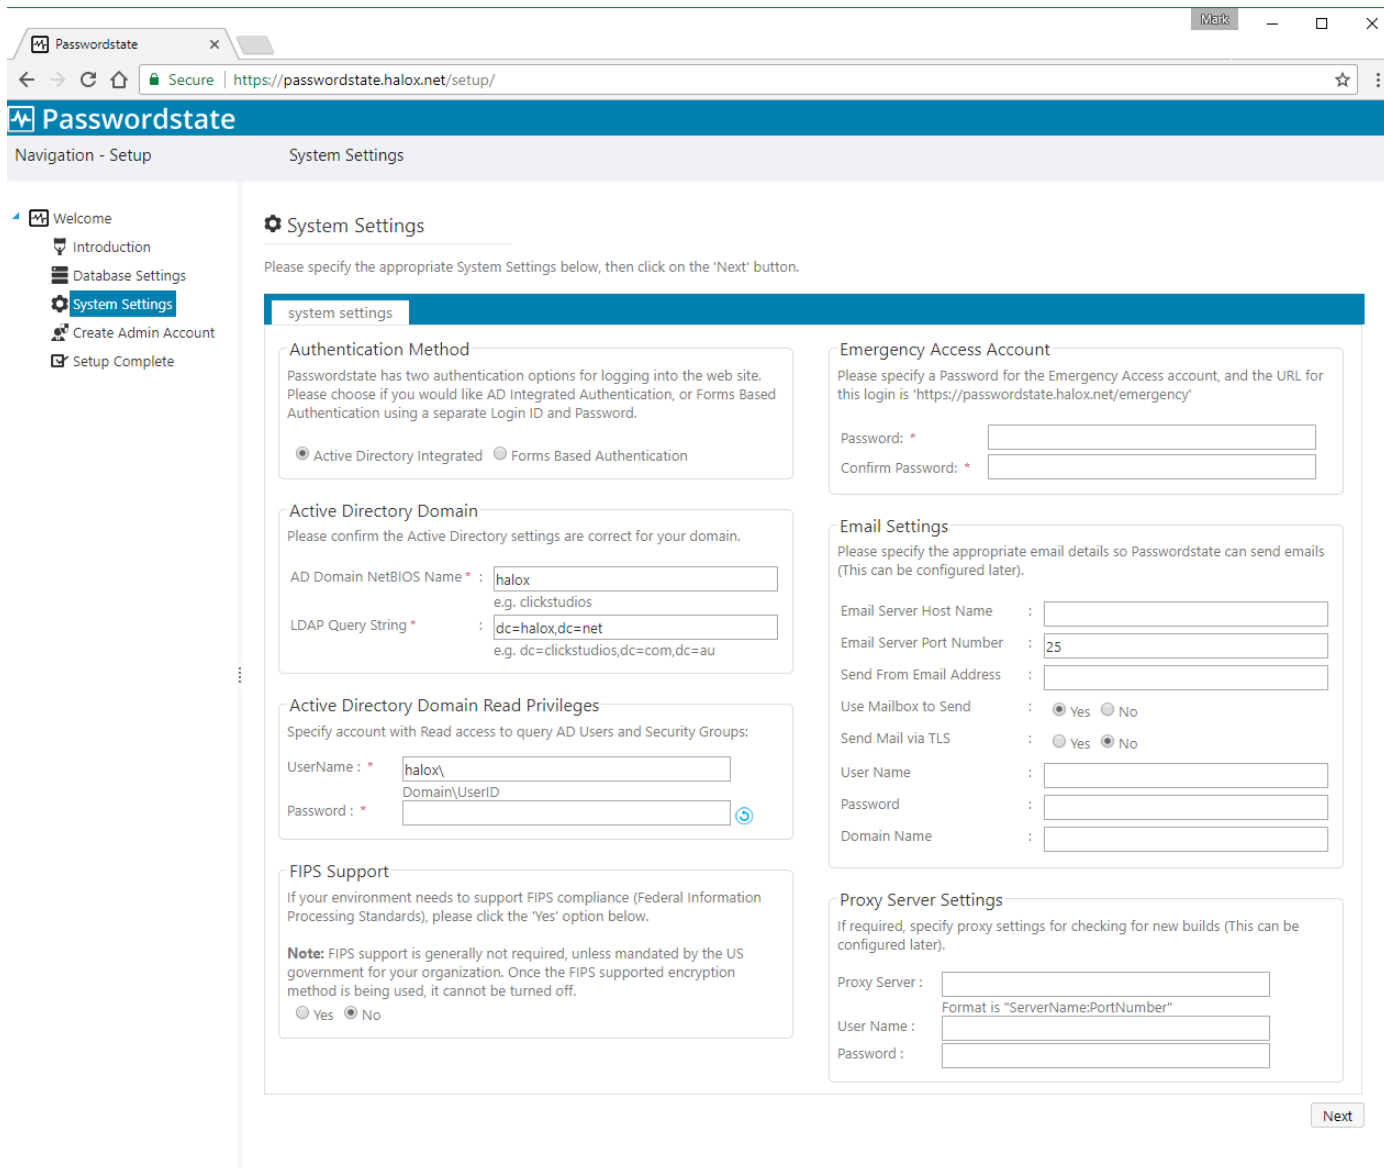 Mark
Passwordstate
Secure https://passwordstate.halox.net/setup/
Passwordstate
Navigation - Setup
System Settings
Welcome
Introduction
Database Settings
System Settings
Create Admin Account
Setup Complete
System Settings
Please specify the appropriate System Settings below, then click on the 'Next' button.
system settings
Authentication Method
Passwordstate has two authentication options for logging into the web site.
Please choose if you would like AD Integrated Authentication, or Forms Based
Authentication using a separate Login ID and Password.
Active Directory Integrated Forms Based Authentication
Active Directory Domain
Please confirm the Active Directory settings are correct for your domain.
AD Domain NetBIOS Name * : halox
e.g. clickstudios
LDAP Query String * : dc=halox,dc=net
e.g. dc=clickstudios,dc=com,dc=au
Active Directory Domain Read Privileges
Specify account with Read access to query AD Users and Security Groups:
UserName : * halox\
Domain\UserID
Password : *
FIPS Support
If your environment needs to support FIPS compliance (Federal Information
Processing Standards), please click the 'Yes' option below.
Note: FIPS support is generally not required, unless mandated by the US
government for your organization. Once the FIPS supported encryption
method is being used, it cannot be turned off.
Yes No
Emergency Access Account
Please specify a Password for the Emergency Access account, and the URL for
this login is 'https://passwordstate.halox.net/emergency'
Password: *
Confirm Password: *
Email Settings
Please specify the appropriate email details so Passwordstate can send emails
(This can be configured later).
Email Server Host Name :
Email Server Port Number : 25
Send From Email Address :
Use Mailbox to Send : Yes No
Send Mail via TLS : Yes No
User Name :
Password :
Domain Name :
Proxy Server Settings
If required, specify proxy settings for checking for new builds (This can be
configured later).
Proxy Server :
Format is "ServerName:PortNumber"
User Name :
Password :
Next